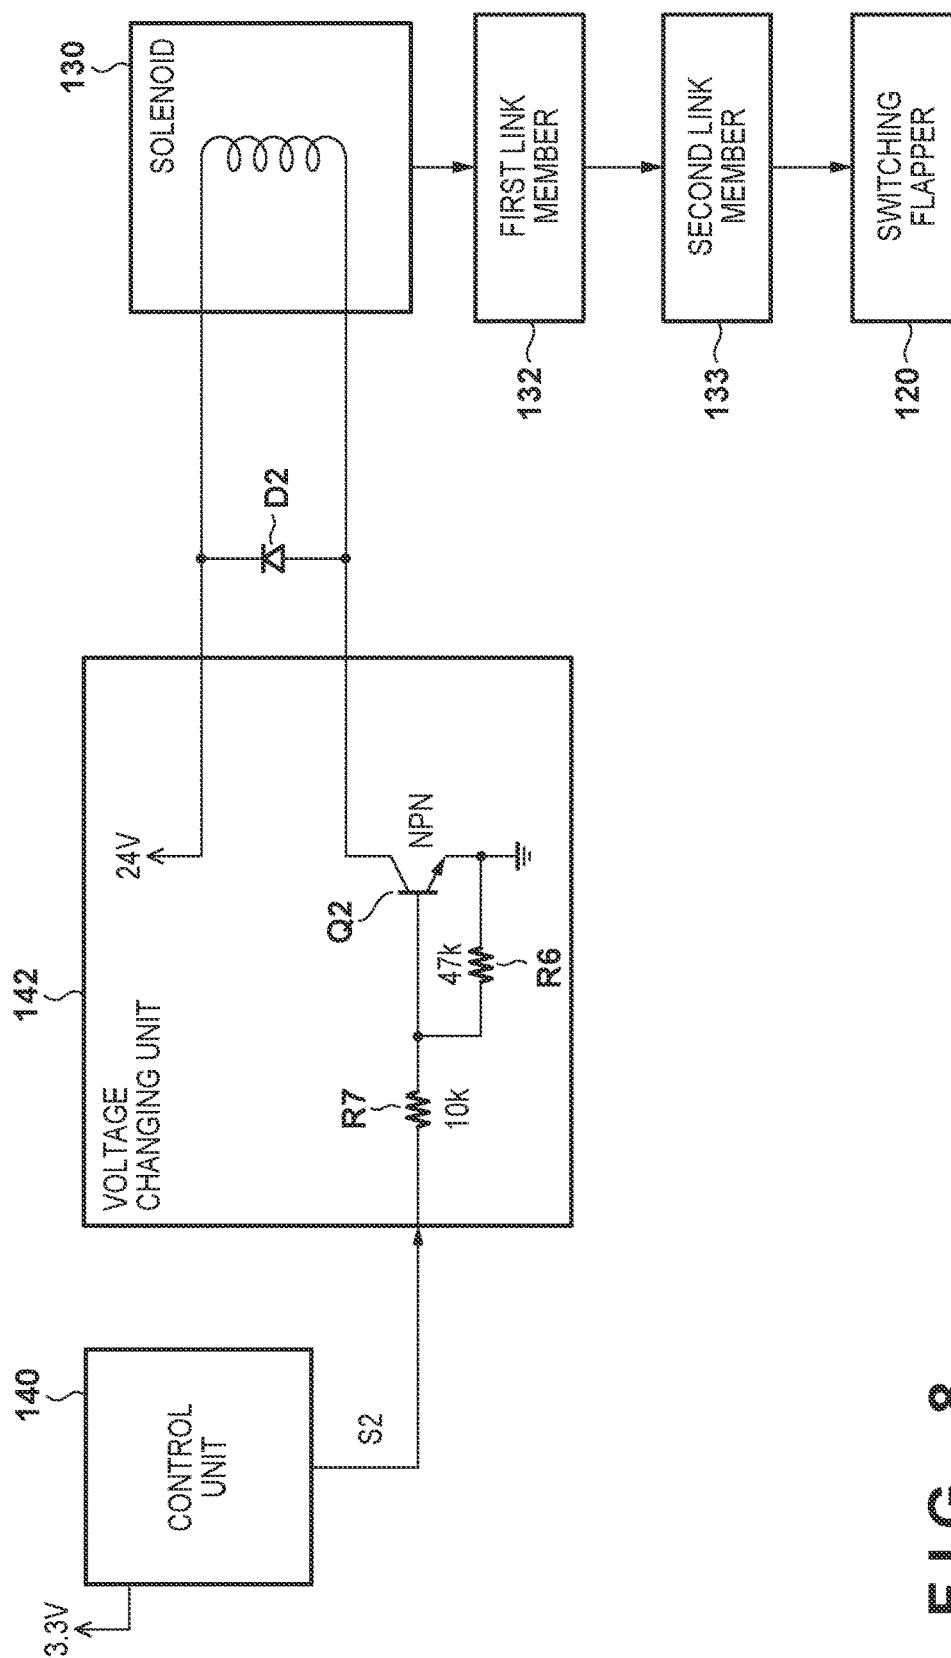 3.3V
140
CONTROL
UNIT
S2
142
VOLTAGE
CHANGING UNIT
24V
R7
10k
Q2
NPN
47k
R6
D2
130
SOLENOID
132
FIRST LINK
MEMBER
133
SECOND LINK
MEMBER
120
SWITCHING
FLAPPER
FIG. 8